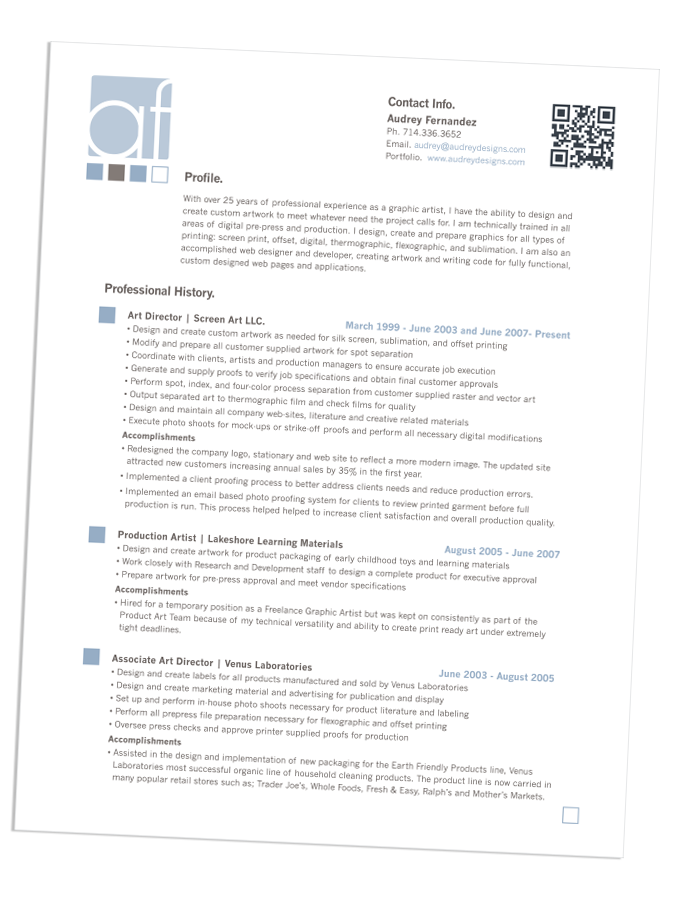 af
Contact Info.
Audrey Fernandez
Ph. 714.336.3652
Email. audrey@audreydesigns.com
Portfolio. www.audreydesigns.com
Profile.
With over 25 years of professional experience as a graphic artist, I have the ability to design and
create custom artwork to meet whatever need the project calls for. I am technically trained in all
areas of digital pre-press and production. I design, create and prepare graphics for all types of
printing: screen print, offset, digital, thermographic, flexographic, and sublimation. I am also an
accomplished web designer and developer, creating artwork and writing code for fully functional,
custom designed web pages and applications.
Professional History.
Art Director | Screen Art LLC. March 1999 - June 2003 and June 2007- Present
• Design and create custom artwork as needed for silk screen, sublimation, and offset printing
• Modify and prepare all customer supplied artwork for spot separation
• Coordinate with clients, artists and production managers to ensure accurate job execution
• Generate and supply proofs to verify job specifications and obtain final customer approvals
• Perform spot, index, and four-color process separation from customer supplied raster and vector art
• Output separated art to thermographic film and check films for quality
• Design and maintain all company web-sites, literature and creative related materials
• Execute photo shoots for mock-ups or strike-off proofs and perform all necessary digital modifications
Accomplishments
• Redesigned the company logo, stationary and web site to reflect a more modern image. The updated site
attracted new customers increasing annual sales by 35% in the first year.
• Implemented a client proofing process to better address clients needs and reduce production errors.
• Implemented an email based photo proofing system for clients to review printed garment before full
production is run. This process helped helped to increase client satisfaction and overall production quality.
Production Artist | Lakeshore Learning Materials August 2005 - June 2007
• Design and create artwork for product packaging of early childhood toys and learning materials
• Work closely with Research and Development staff to design a complete product for executive approval
• Prepare artwork for pre-press approval and meet vendor specifications
Accomplishments
• Hired for a temporary position as a Freelance Graphic Artist but was kept on consistently as part of the
Product Art Team because of my technical versatility and ability to create print ready art under extremely
tight deadlines.
Associate Art Director | Venus Laboratories June 2003 - August 2005
• Design and create labels for all products manufactured and sold by Venus Laboratories
• Design and create marketing material and advertising for publication and display
• Set up and perform in-house photo shoots necessary for product literature and labeling
• Perform all prepress file preparation necessary for flexographic and offset printing
• Oversee press checks and approve printer supplied proofs for production
Accomplishments
• Assisted in the design and implementation of new packaging for the Earth Friendly Products line, Venus
Laboratories most successful organic line of household cleaning products. The product line is now carried in
many popular retail stores such as; Trader Joe's, Whole Foods, Fresh & Easy, Ralph's and Mother's Markets.